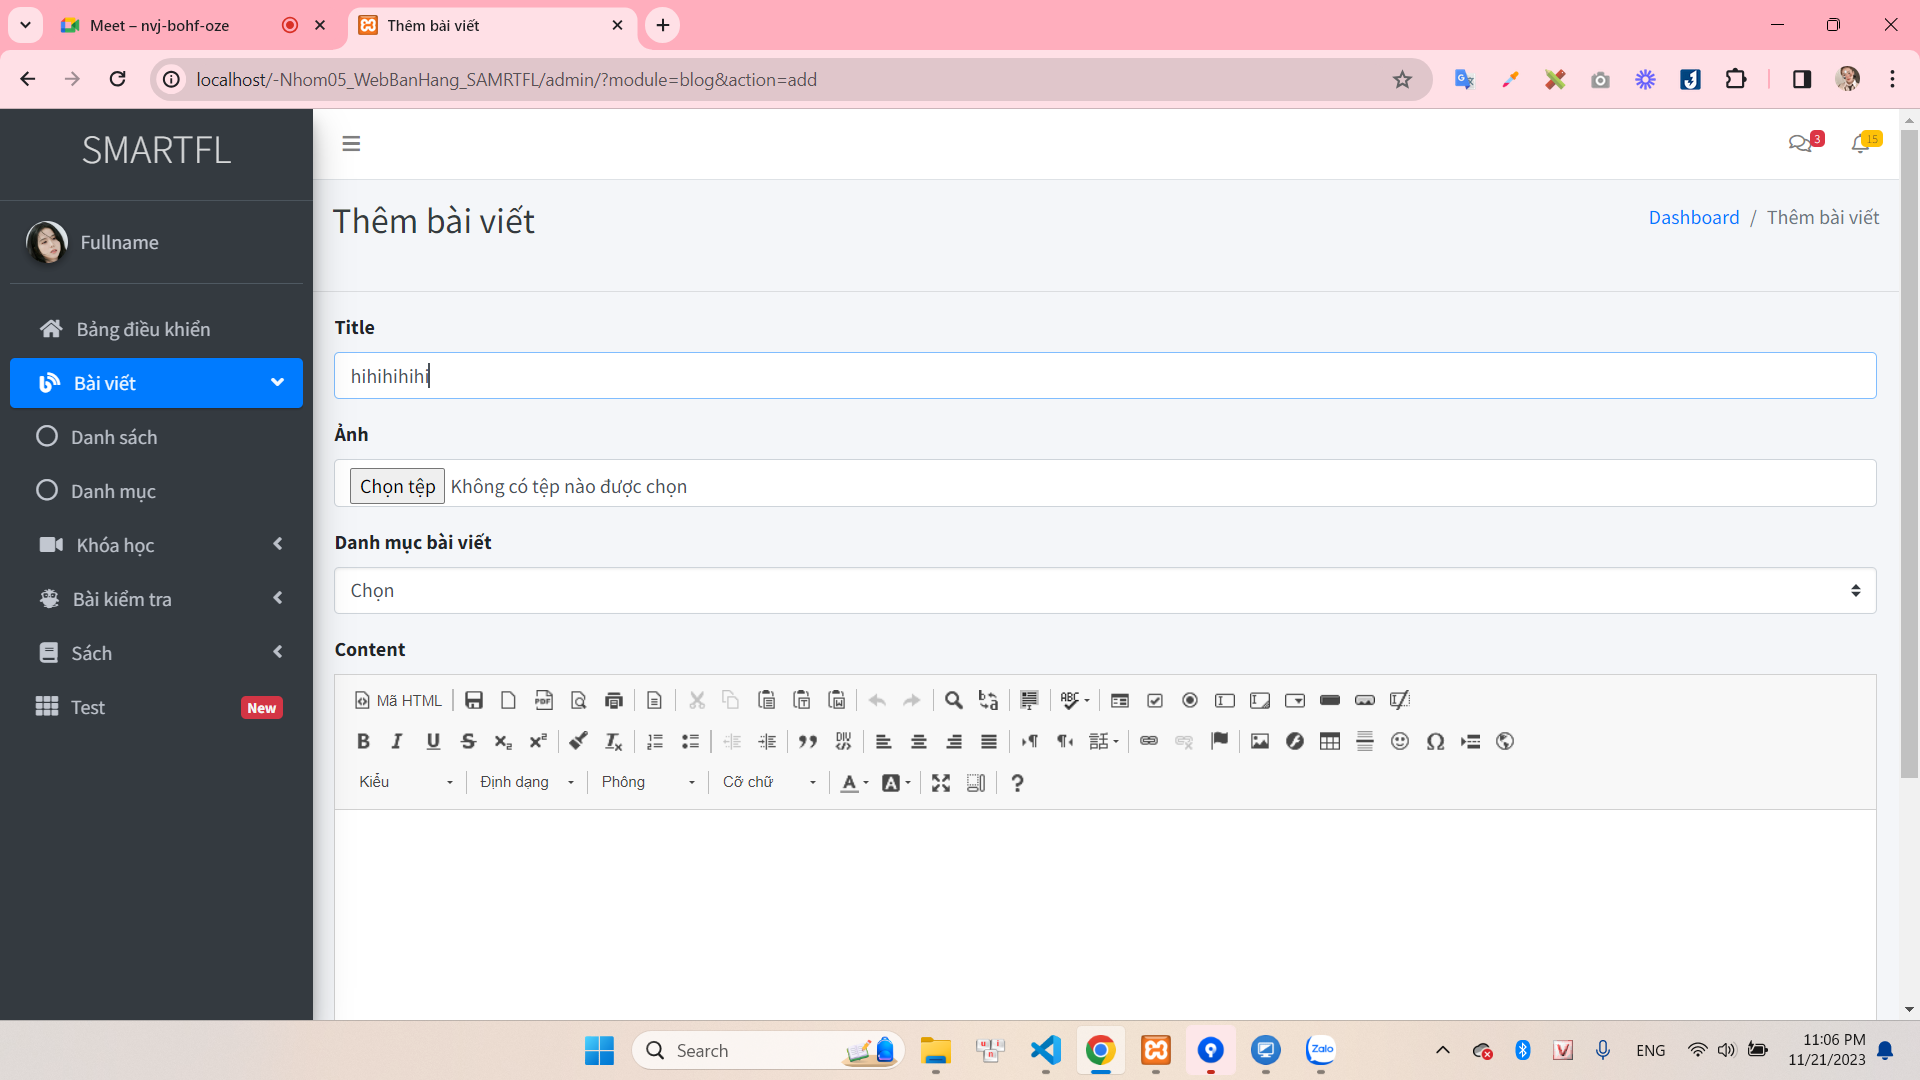 Meet – nvj-bohf-oze
Thêm bài viết
localhost/-Nhom05_WebBanHang_SAMRTFL/admin/?module=blog&action=add
SMARTFL
3
15
Fullname
Thêm bài viết
Dashboard / Thêm bài viết
Bảng điều khiển
Bài viết
Danh sách
Danh mục
Khóa học
Bài kiểm tra
Sách
Test
New
Title
hihihihihi
Ảnh
Chọn tệp Không có tệp nào được chọn
Danh mục bài viết
Chọn
Content
Mã HTML
Kiểu
Định dạng
Phông
Cỡ chữ
Search
Zalo
ENG
11:06 PM
11/21/2023